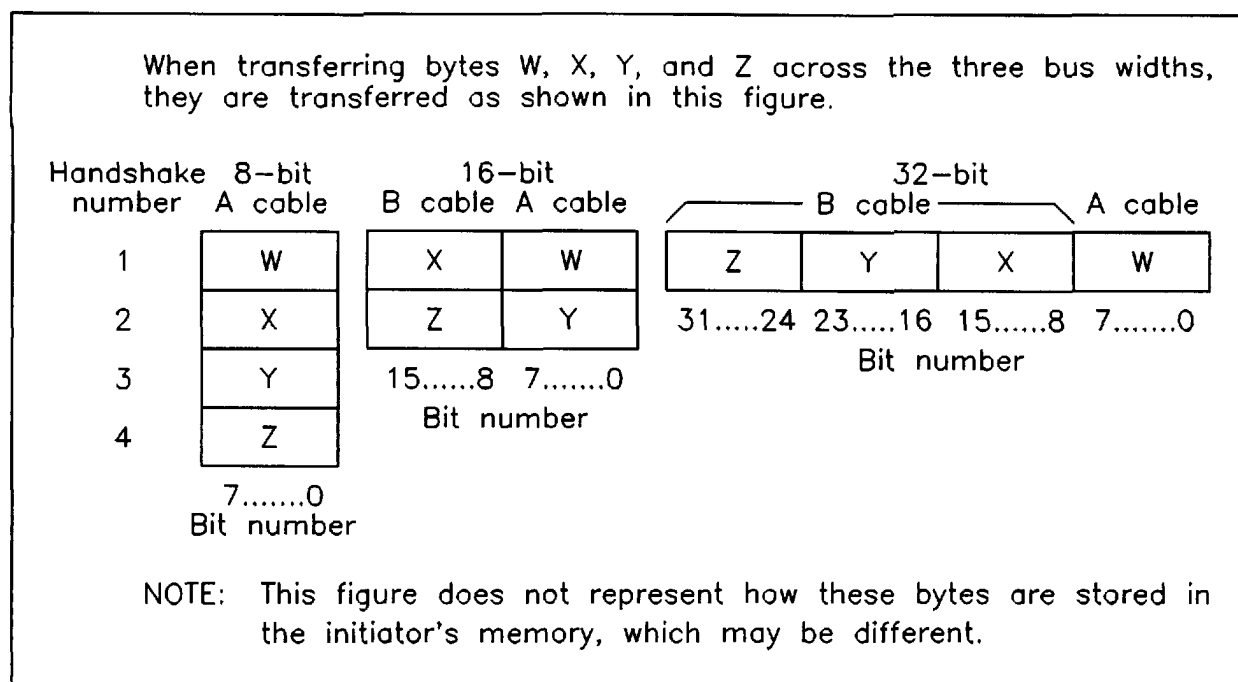 When transferring bytes W, X, Y, and Z across the three bus widths,
they are transferred as shown in this figure.
Handshake 8-bit 16-bit 32-bit
number A cable B cable A cable B cable A cable
1 W X W Z Y X W
2 X Z Y 31.....24 23.....16 15......8 7.......0
3 Y 15......8 7.......0 Bit number
4 Z Bit number
7.......0
Bit number
NOTE: This figure does not represent how these bytes are stored in
the initiator's memory, which may be different.